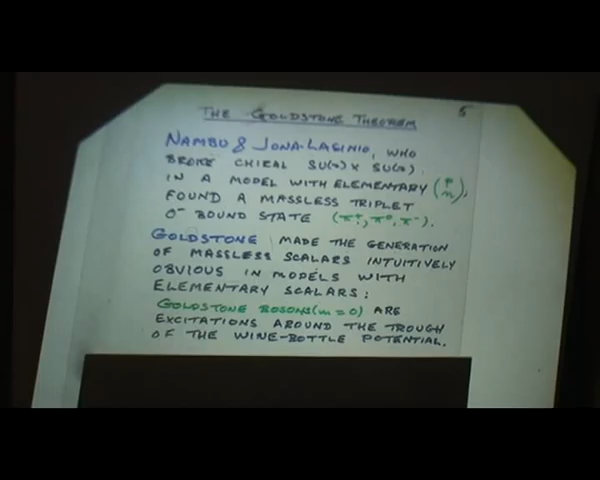 THE GOLDSTONE THEOREM 5
NAMBU & JONA-LASINIO, WHO
BROKE CHIRAL SU(2) X SU(2)
IN A MODEL WITH ELEMENTARY (p n),
FOUND A MASSLESS TRIPLET
0⁻ BOUND STATE (π⁺, π⁰, π⁻).
GOLDSTONE MADE THE GENERATION
OF MASSLESS SCALARS INTUITIVELY
OBVIOUS IN MODELS WITH
ELEMENTARY SCALARS:
GOLDSTONE BOSONS (m = 0) ARE
EXCITATIONS AROUND THE TROUGH
OF THE WINE-BOTTLE POTENTIAL.